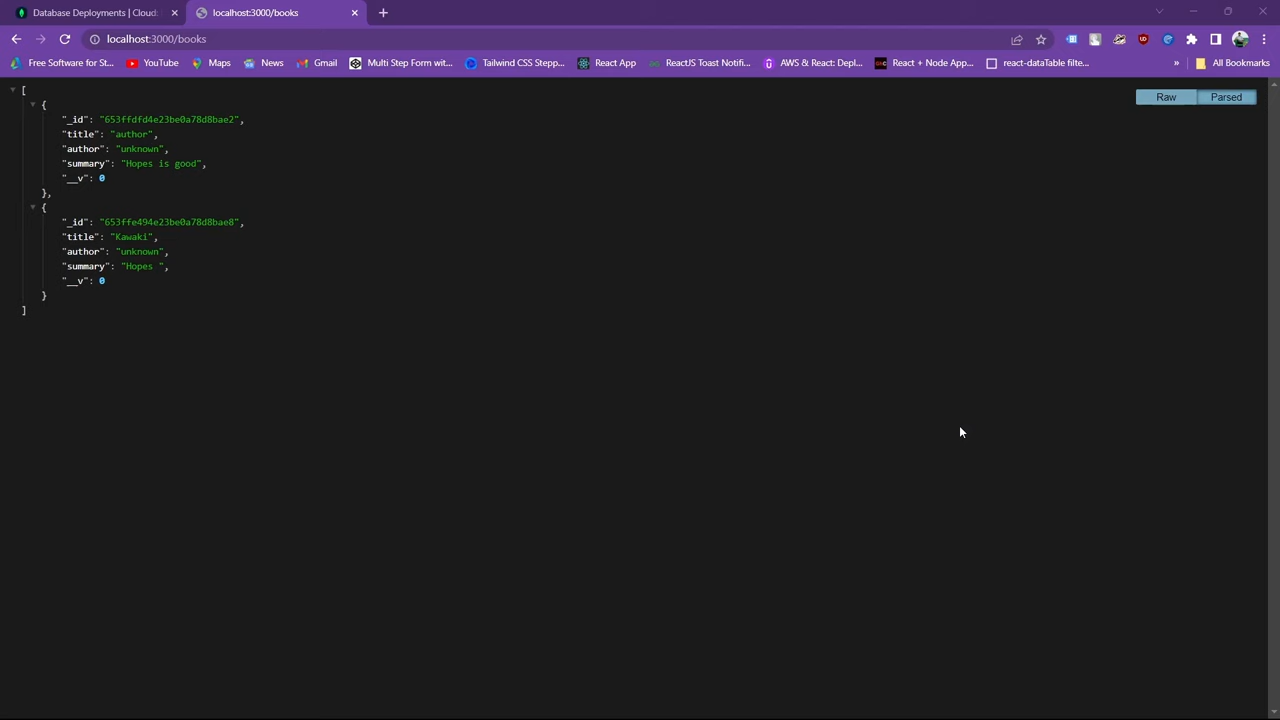 Database Deployments | Cloud:
localhost:3000/books
localhost:3000/books
Free Software for St...
YouTube
Maps
News
Gmail
Multi Step Form wit...
Tailwind CSS Stepp...
React App
ReactJS Toast Notifi...
AWS & React: Depl...
React + Node App...
react-dataTable filte...
»
All Bookmarks
Raw
Parsed
[
{
"_id": "653ffdfd4e23be0a78d8bae2",
"title": "author",
"author": "unknown",
"summary": "Hopes is good",
"__v": 0
},
{
"_id": "653ffe494e23be0a78d8bae8",
"title": "Kawaki",
"author": "unknown",
"summary": "Hopes ",
"__v": 0
}
]